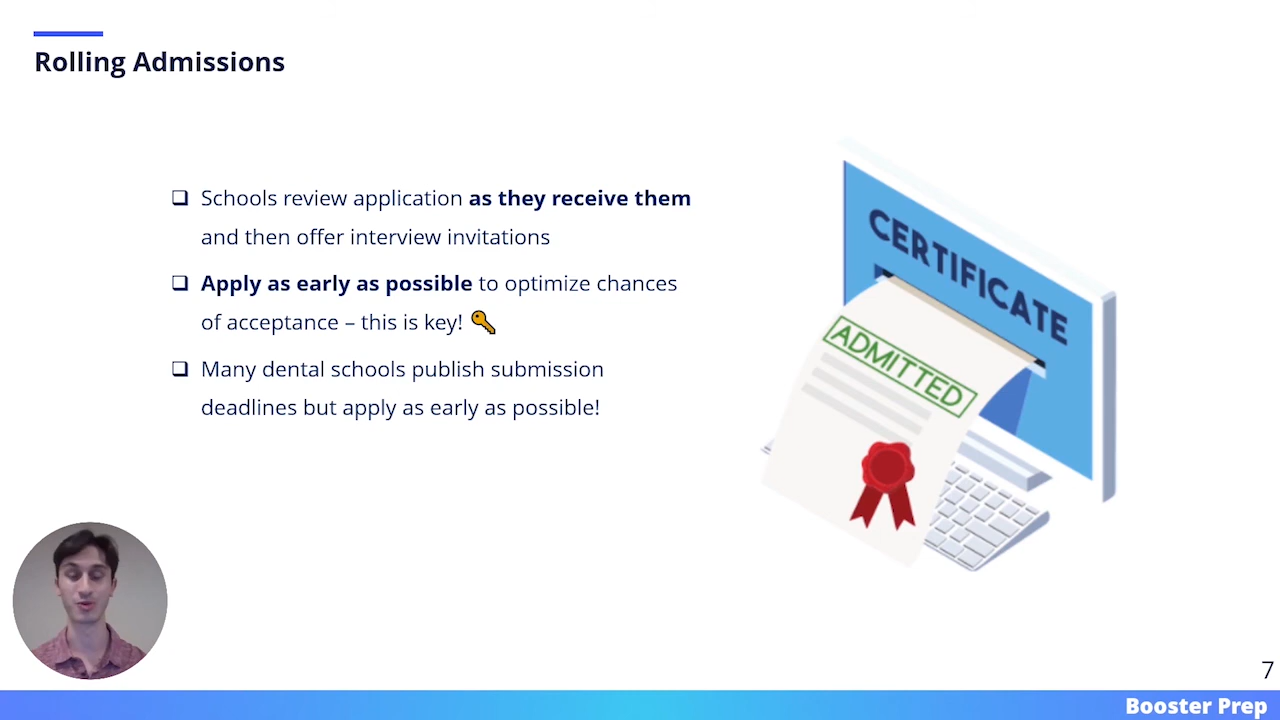 Rolling Admissions
❑ Schools review application as they receive them
and then offer interview invitations
❑ Apply as early as possible to optimize chances
of acceptance – this is key! 🔑
❑ Many dental schools publish submission
deadlines but apply as early as possible!
CERTIFICATE
ADMITTED
7
Booster Prep